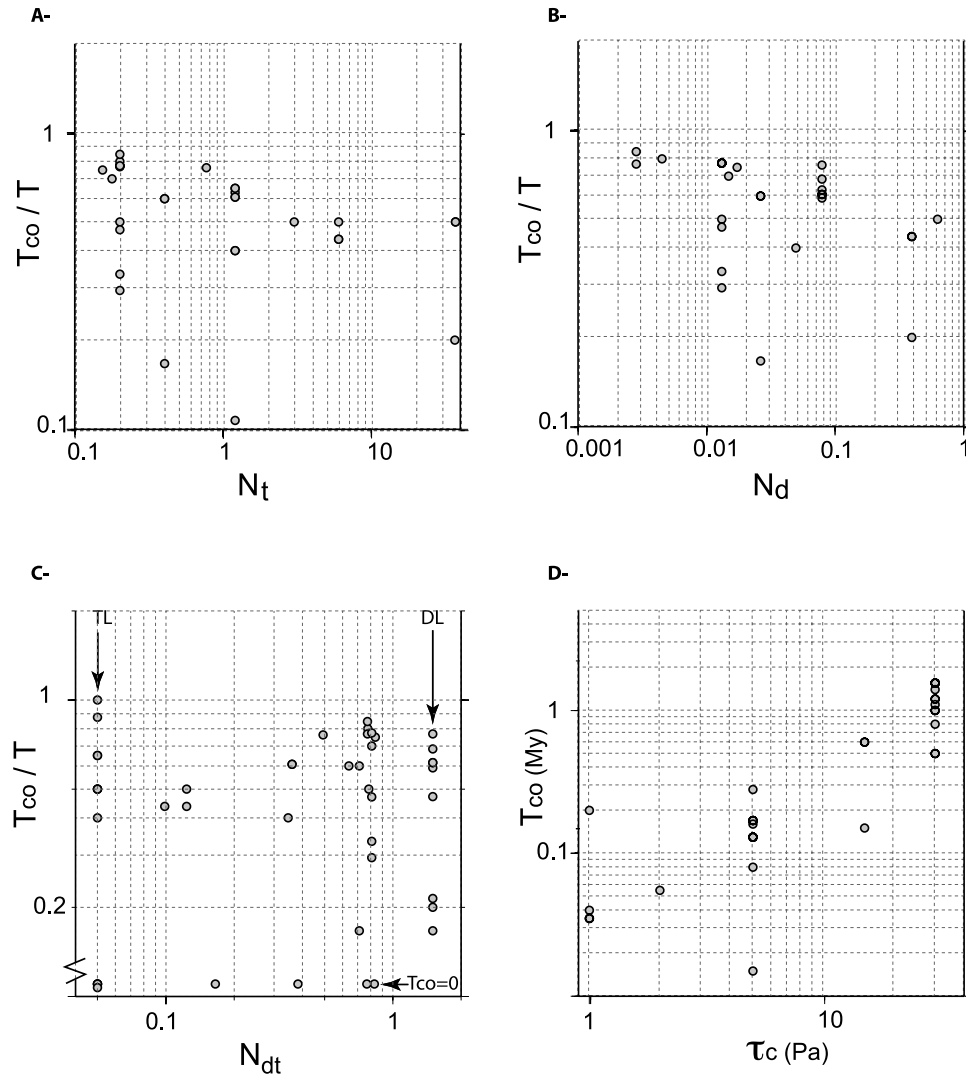 A-
B-
1
0.1
Tco / T
0.1
1
10
Nt
1
0.1
Tco / T
0.001
0.01
0.1
1
Nd
C-
D-
TL
DL
1
0.2
Tco / T
Tco=0
0.1
1
Ndt
1
0.1
Tco (My)
1
10
τc (Pa)